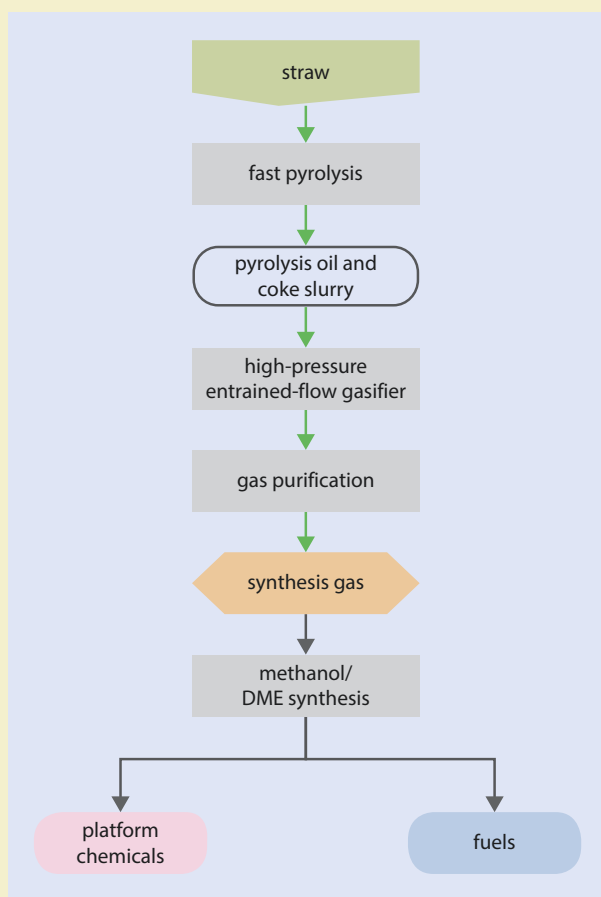 straw
fast pyrolysis
pyrolysis oil and
coke slurry
high-pressure
entrained-flow gasifier
gas purification
synthesis gas
methanol/
DME synthesis
platform
chemicals
fuels